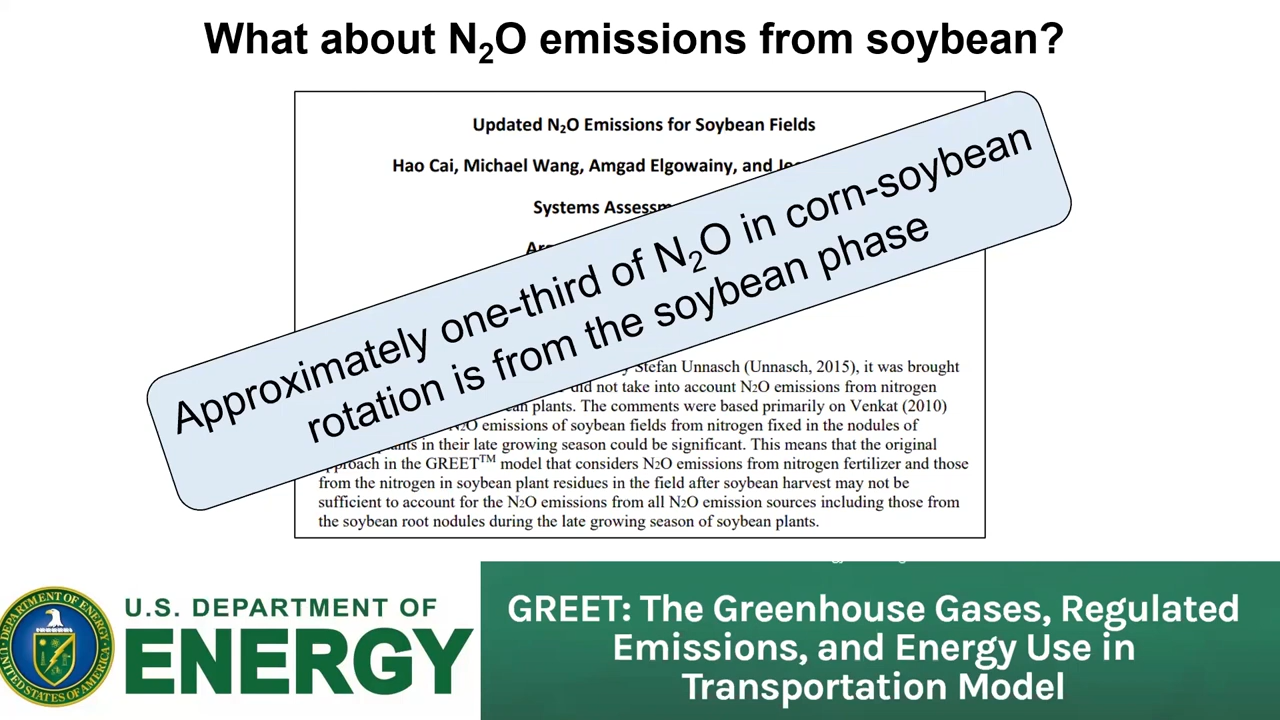 What about N₂O emissions from soybean?
Updated N₂O Emissions for Soybean Fields
Hao Cai, Michael Wang, Amgad Elgowainy, and
Systems
Approximately one-third of N₂O in corn-soybean
rotation is from the soybean phase
Stefan Unnasch (Unnasch, 2015), it was brought
did not take into account N2O emissions from nitrogen
plants. The comments were based primarily on Venkat (2010)
N2O emissions of soybean fields from nitrogen fixed in the nodules of
in their late growing season could be significant. This means that the original
approach in the GREET™ model that considers N2O emissions from nitrogen fertilizer and those
from the nitrogen in soybean plant residues in the field after soybean harvest may not be
sufficient to account for the N2O emissions from all N2O emission sources including those from
the soybean root nodules during the late growing season of soybean plants.
DEPARTMENT OF ENERGY
UNITED STATES OF AMERICA
U.S. DEPARTMENT OF
ENERGY
GREET: The Greenhouse Gases, Regulated
Emissions, and Energy Use in
Transportation Model